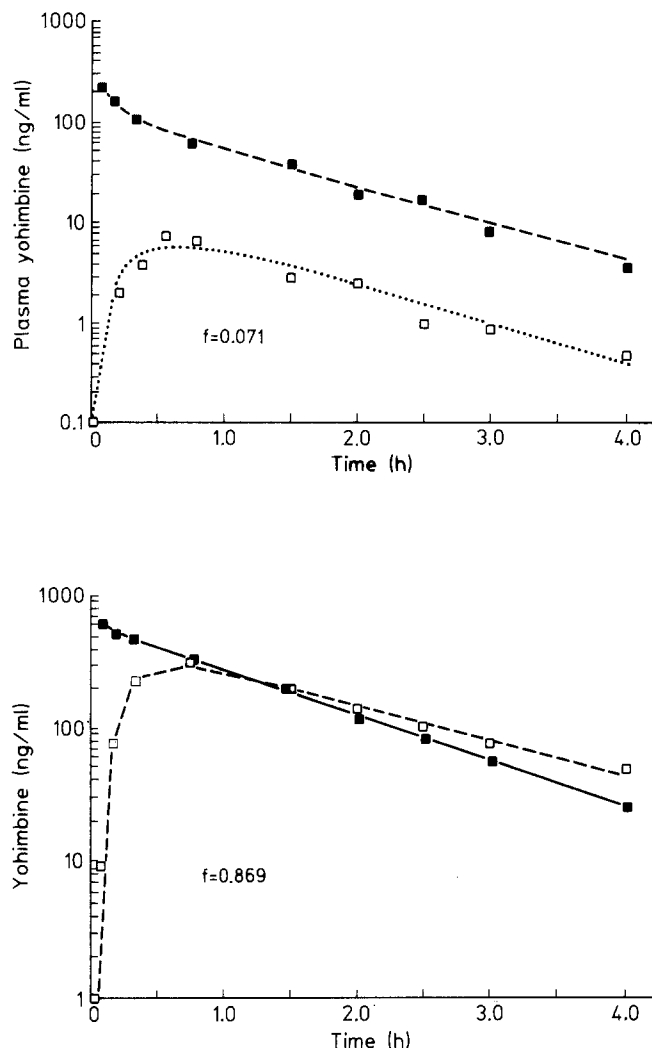 1000
100
10
1
0.1
Plasma yohimbine (ng/ml)
f=0.071
0 1.0 2.0 3.0 4.0
Time (h)
1000
100
10
1
Yohimbine (ng/ml)
f=0.869
0 1.0 2.0 3.0 4.0
Time (h)